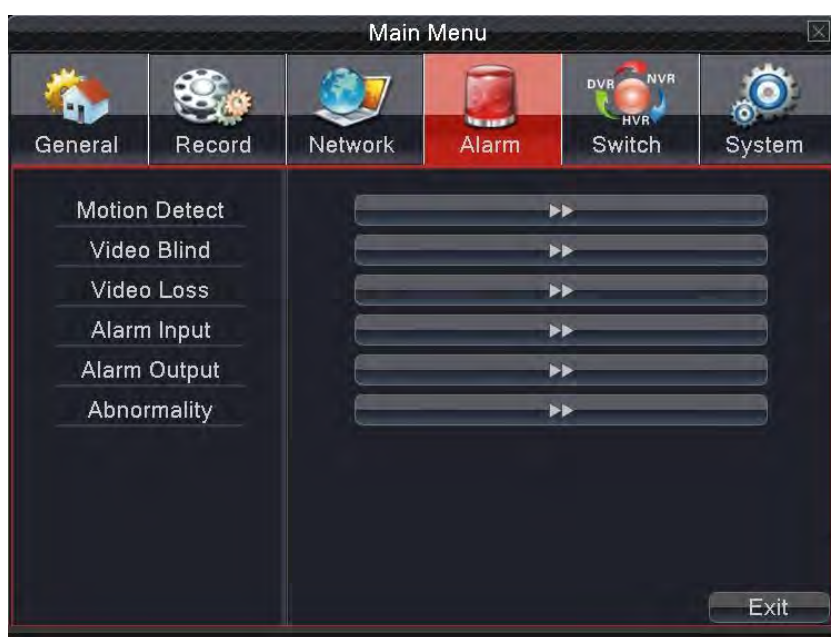 Main Menu
DVR NVR
HVR
General Record Network Alarm Switch System
Motion Detect
Video Blind
Video Loss
Alarm Input
Alarm Output
Abnormality
Exit